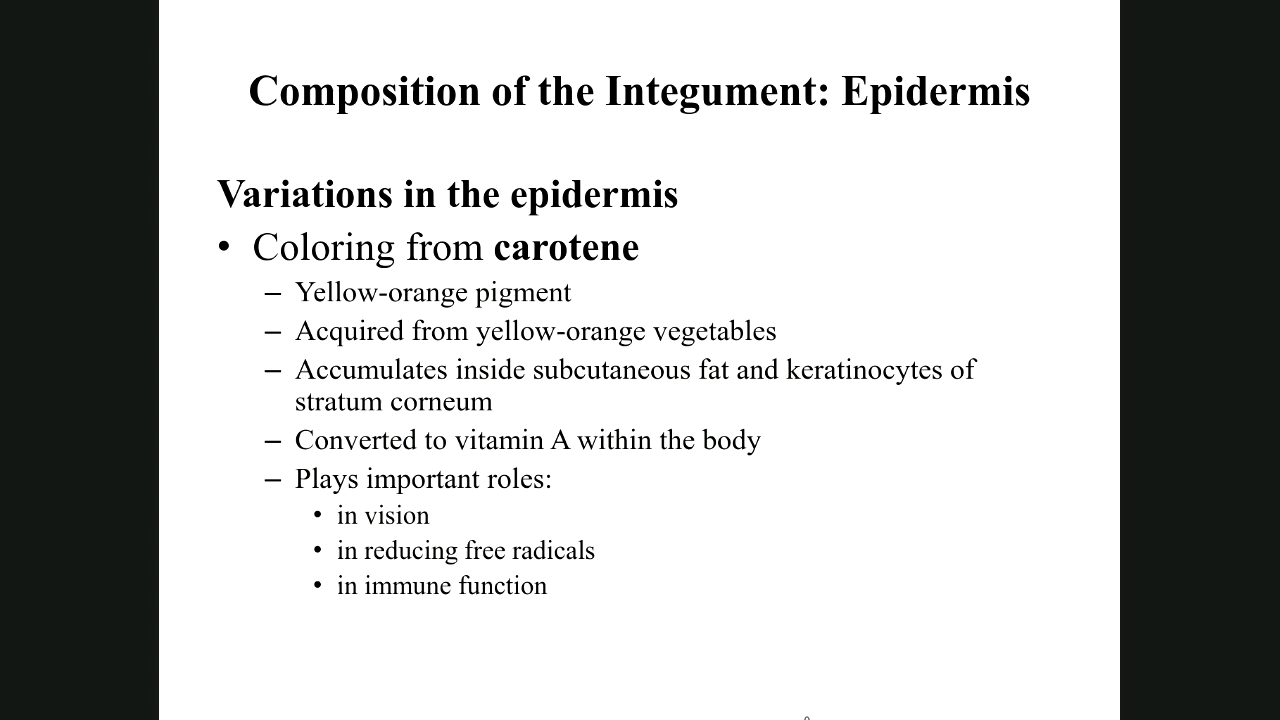 Composition of the Integument: Epidermis
Variations in the epidermis
• Coloring from carotene
– Yellow-orange pigment
– Acquired from yellow-orange vegetables
– Accumulates inside subcutaneous fat and keratinocytes of
stratum corneum
– Converted to vitamin A within the body
– Plays important roles:
• in vision
• in reducing free radicals
• in immune function